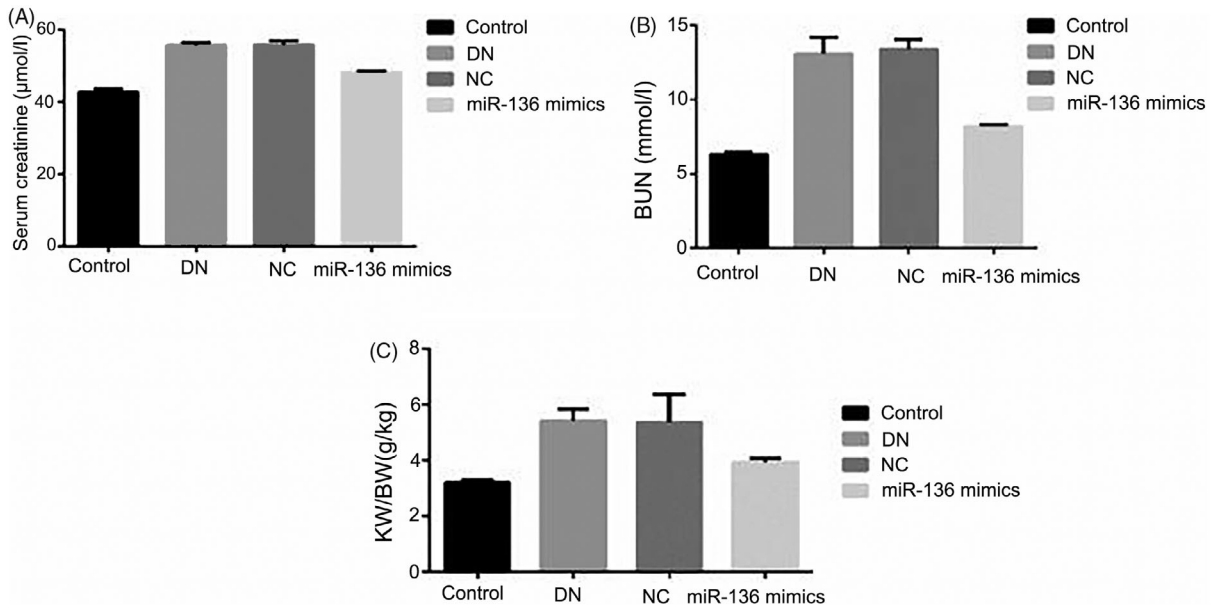 (A)
Serum creatinine (μmol/l)
60
40
20
0
Control
DN
NC
miR-136 mimics
Control
DN
NC
miR-136 mimics
(B)
BUN (mmol/l)
15
10
5
0
Control
DN
NC
miR-136 mimics
Control
DN
NC
miR-136 mimics
(C)
KW/BW(g/kg)
8
6
4
2
0
Control
DN
NC
miR-136 mimics
Control
DN
NC
miR-136 mimics